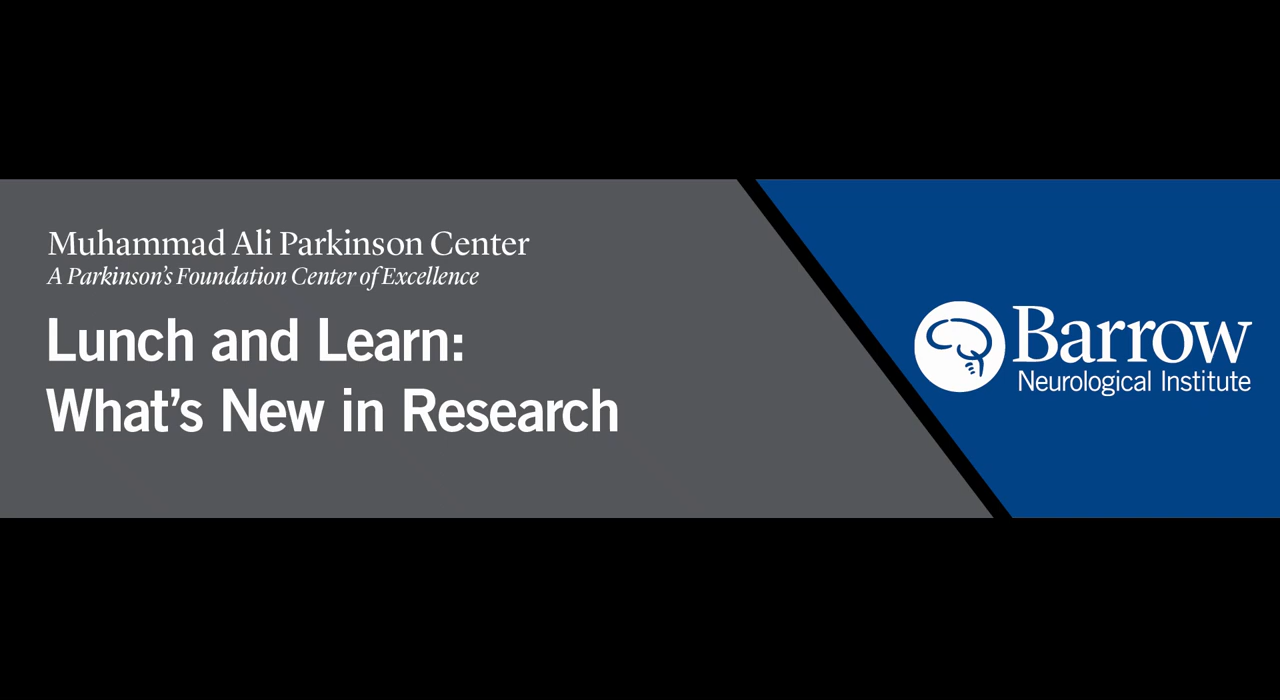 Muhammad Ali Parkinson Center
A Parkinson’s Foundation Center of Excellence
Lunch and Learn:
What’s New in Research
Barrow
Neurological Institute